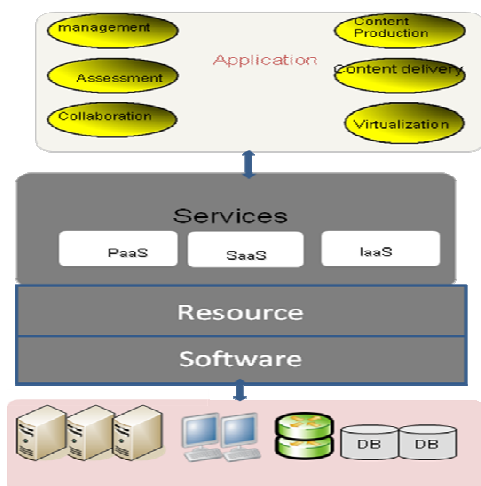 management
Assessment
Collaboration
Application
Content
Production
Content delivery
Virtualization
Services
PaaS
SaaS
IaaS
Resource
Software
DB
DB